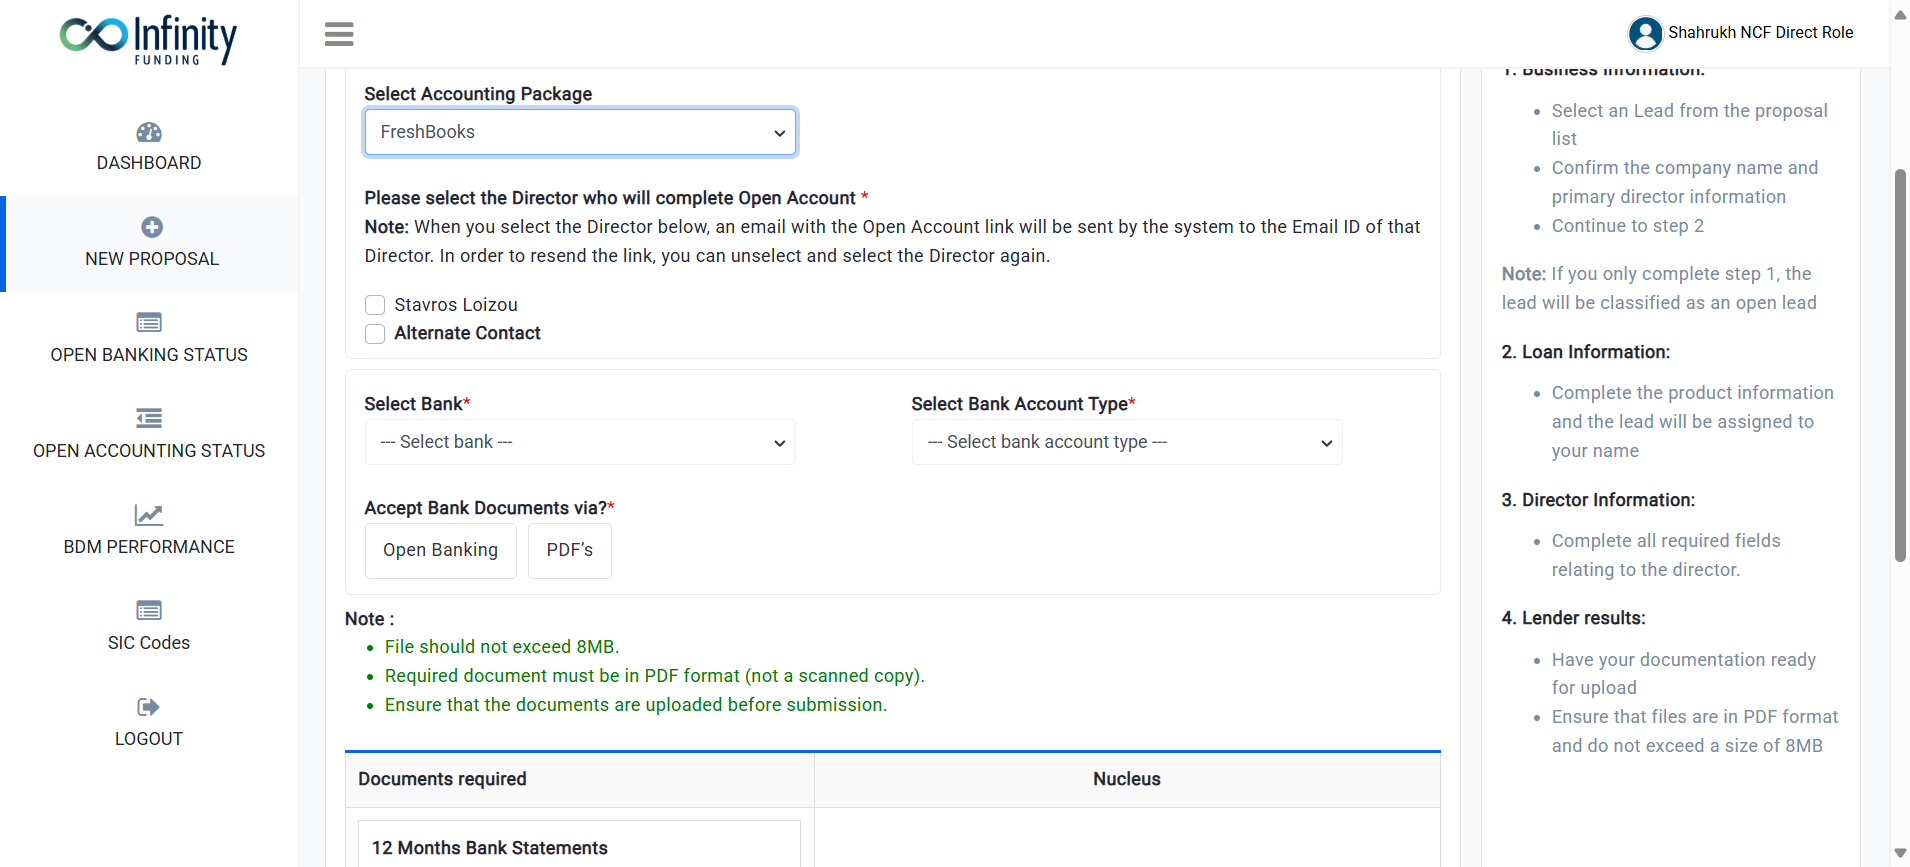 Infinity
FUNDING
DASHBOARD
NEW PROPOSAL
OPEN BANKING STATUS
OPEN ACCOUNTING STATUS
BDM PERFORMANCE
SIC Codes
LOGOUT
Shahrukh NCF Direct Role
Select Accounting Package
FreshBooks
Please select the Director who will complete Open Account *
Note: When you select the Director below, an email with the Open Account link will be sent by the system to the Email ID of that
Director. In order to resend the link, you can unselect and select the Director again.
Stavros Loizou
Alternate Contact
Select Bank*
--- Select bank ---
Select Bank Account Type*
--- Select bank account type ---
Accept Bank Documents via?*
Open Banking
PDF’s
Note :
File should not exceed 8MB.
Required document must be in PDF format (not a scanned copy).
Ensure that the documents are uploaded before submission.
Documents required
Nucleus
12 Months Bank Statements
1. Business Information:
Select an Lead from the proposal
list
Confirm the company name and
primary director information
Continue to step 2
Note: If you only complete step 1, the
lead will be classified as an open lead
2. Loan Information:
Complete the product information
and the lead will be assigned to
your name
3. Director Information:
Complete all required fields
relating to the director.
4. Lender results:
Have your documentation ready
for upload
Ensure that files are in PDF format
and do not exceed a size of 8MB